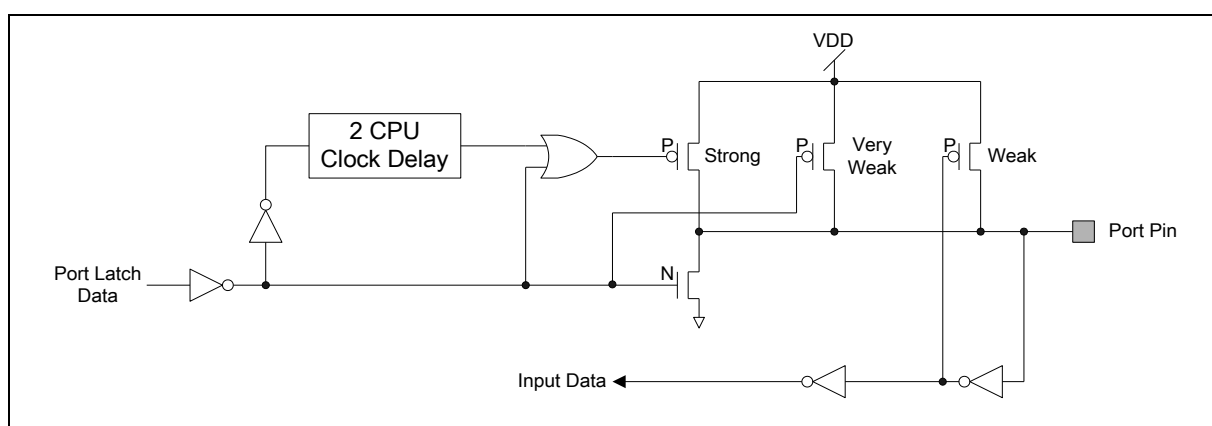 VDD
2 CPU
Clock Delay
P
Strong
P
Very
Weak
P
Weak
Port Pin
Port Latch
Data
N
Input Data